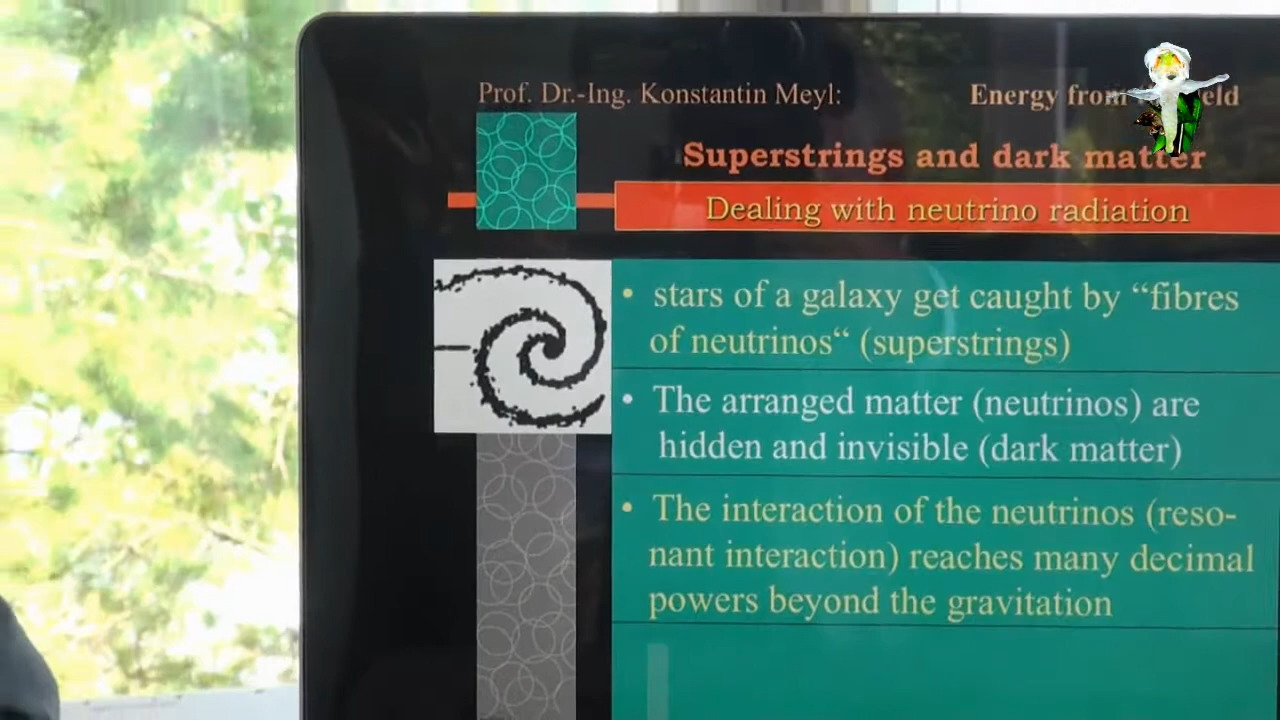 Prof. Dr.-Ing. Konstantin Meyl:
Energy from
Superstrings and dark matter
Dealing with neutrino radiation
• stars of a galaxy get caught by “fibres
of neutrinos“ (superstrings)
• The arranged matter (neutrinos) are
hidden and invisible (dark matter)
• The interaction of the neutrinos (reso-
nant interaction) reaches many decimal
powers beyond the gravitation